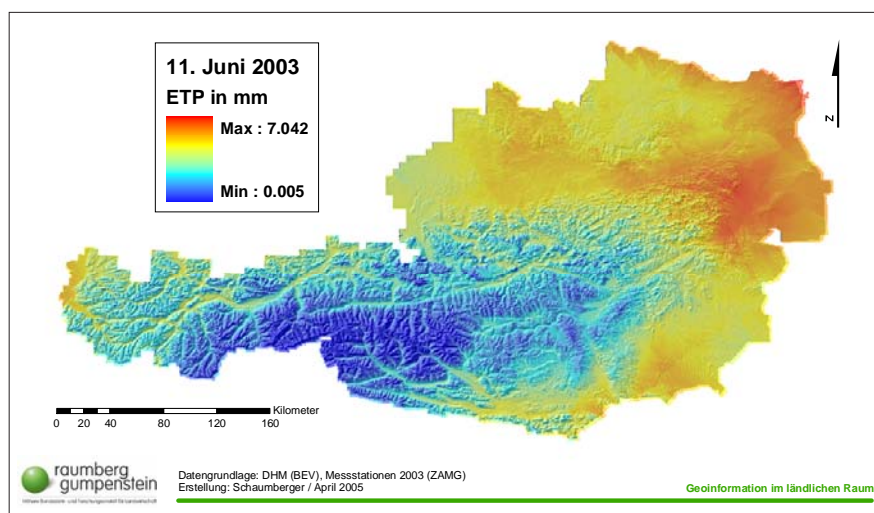 11. Juni 2003
ETP in mm
Max : 7.042
Min : 0.005
N
Kilometer
0 20 40 80 120 160
raumberg
gumpenstein
Datengrundlage: DHM (BEV), Messstationen 2003 (ZAMG)
Erstellung: Schaumberger / April 2005
Geoinformation im ländlichen Raum